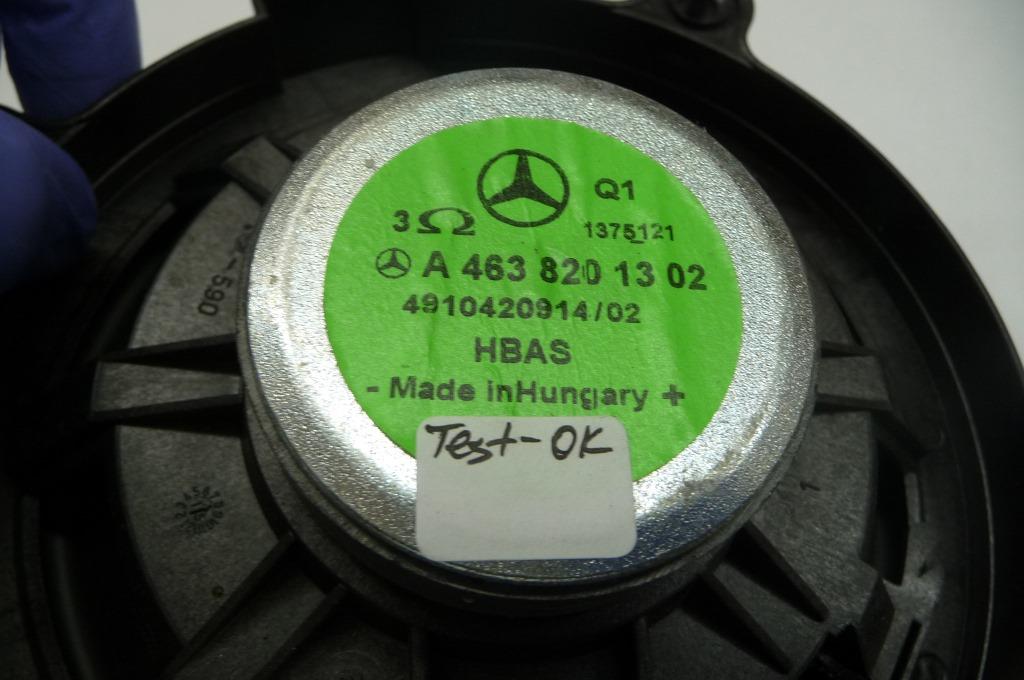 Q1
3Ω
1375121
A 463 820 13 02
4910420914/02
HBAS
- Made inHungary +
Test-OK